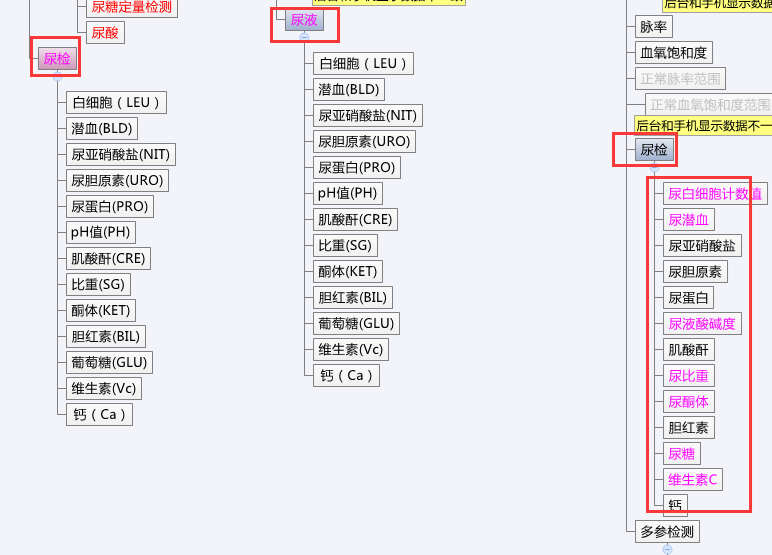 尿糖定量检测
尿酸
尿检
白细胞（LEU）
潜血(BLD)
尿亚硝酸盐(NIT)
尿胆原素(URO)
尿蛋白(PRO)
pH值(PH)
肌酸酐(CRE)
比重(SG)
酮体(KET)
胆红素(BIL)
葡萄糖(GLU)
维生素(Vc)
钙（Ca）
尿液
白细胞（LEU）
潜血(BLD)
尿亚硝酸盐(NIT)
尿胆原素(URO)
尿蛋白(PRO)
pH值(PH)
肌酸酐(CRE)
比重(SG)
酮体(KET)
胆红素(BIL)
葡萄糖(GLU)
维生素(Vc)
钙（Ca）
后台和手机显示数据
脉率
血氧饱和度
正常脉率范围
正常血氧饱和度范围
后台和手机显示数据不一
尿检
尿白细胞计数值
尿潜血
尿亚硝酸盐
尿胆原素
尿蛋白
尿液酸碱度
肌酸酐
尿比重
尿酮体
胆红素
尿糖
维生素C
钙
多参检测